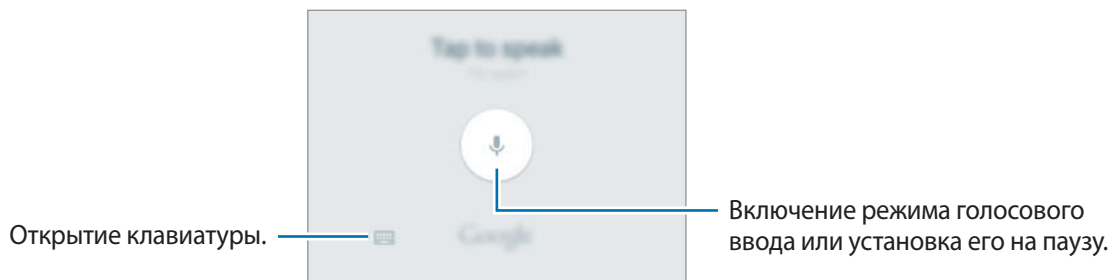 Tap to speak
Включение режима голосового
ввода или установка его на паузу.
Открытие клавиатуры.
Google